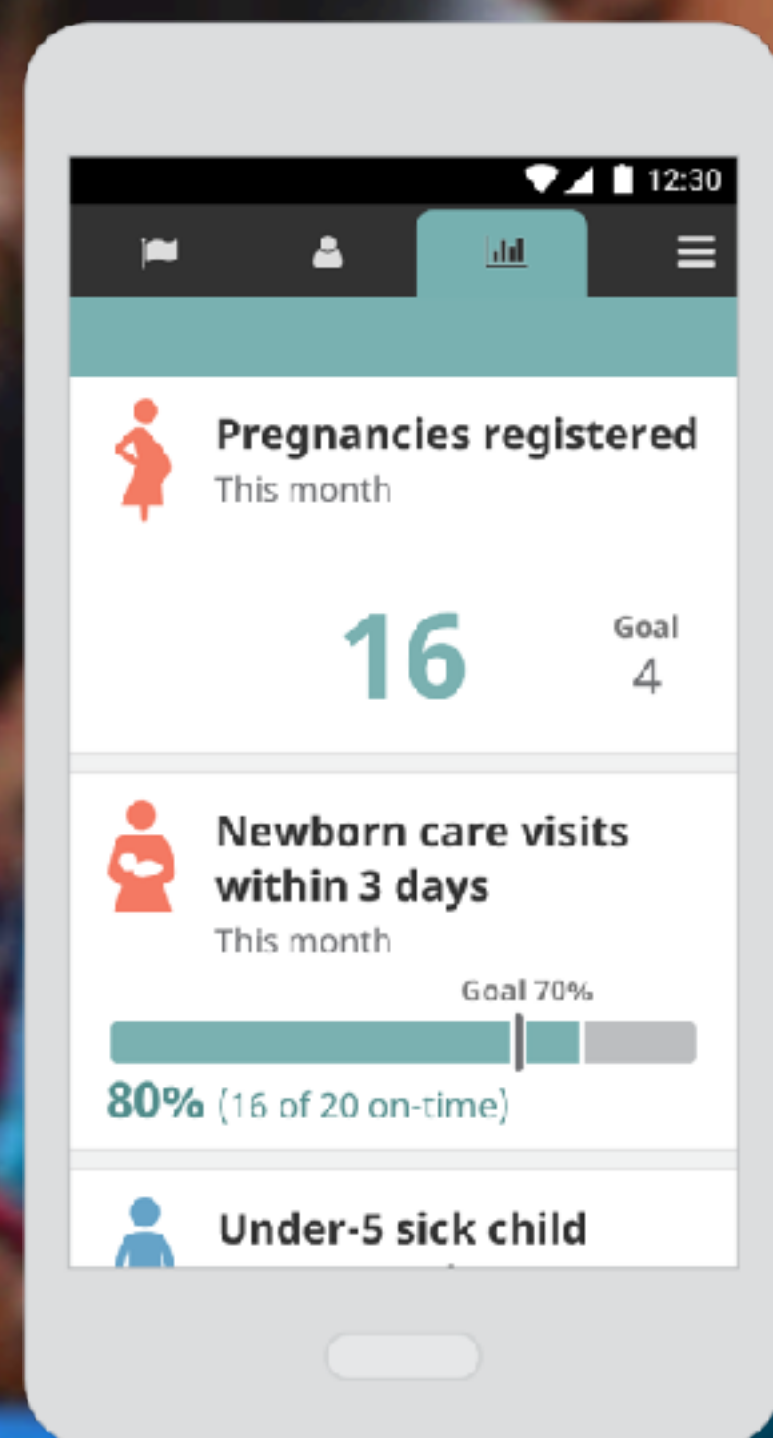 12:30
Pregnancies registered
This month
16
Goal
4
Newborn care visits
within 3 days
This month
Goal 70%
80% (16 of 20 on-time)
Under-5 sick child